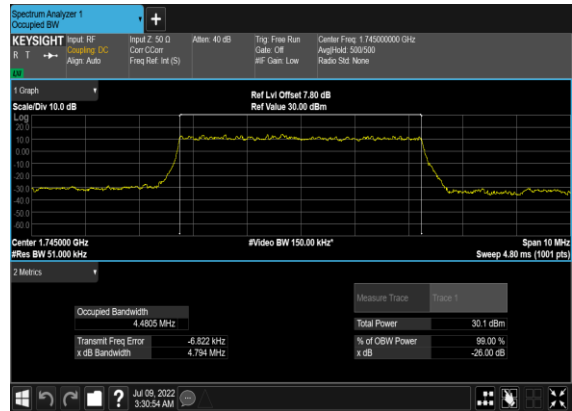 Spectrum Analyzer 1
Occupied BW
KEYSIGHT Input: RF Input Z: 50 Ω Atten: 40 dB Trig: Free Run Center Freq: 1.745000000 GHz
R T Coupling: DC Corr CCorr Gate: Off Avg|Hold: 500/500
Align: Auto Freq Ref: Int (S) #IF Gain: Low Radio Std: None
1 Graph
Ref Lvl Offset 7.80 dB
Scale/Div 10.0 dB Ref Value 30.00 dBm
Log
20.0
10.0
0.00
-10.0
-20.0
-30.0
-40.0
-50.0
-60.0
Center 1.745000 GHz #Video BW 150.00 kHz* Span 10 MHz
#Res BW 51.000 kHz Sweep 4.80 ms (1001 pts)
2 Metrics
Measure Trace Trace 1
Occupied Bandwidth
4.4805 MHz Total Power 30.1 dBm
Transmit Freq Error -6.822 kHz % of OBW Power 99.00 %
x dB Bandwidth 4.794 MHz x dB -26.00 dB
? Jul 09, 2022
3:30:54 AM